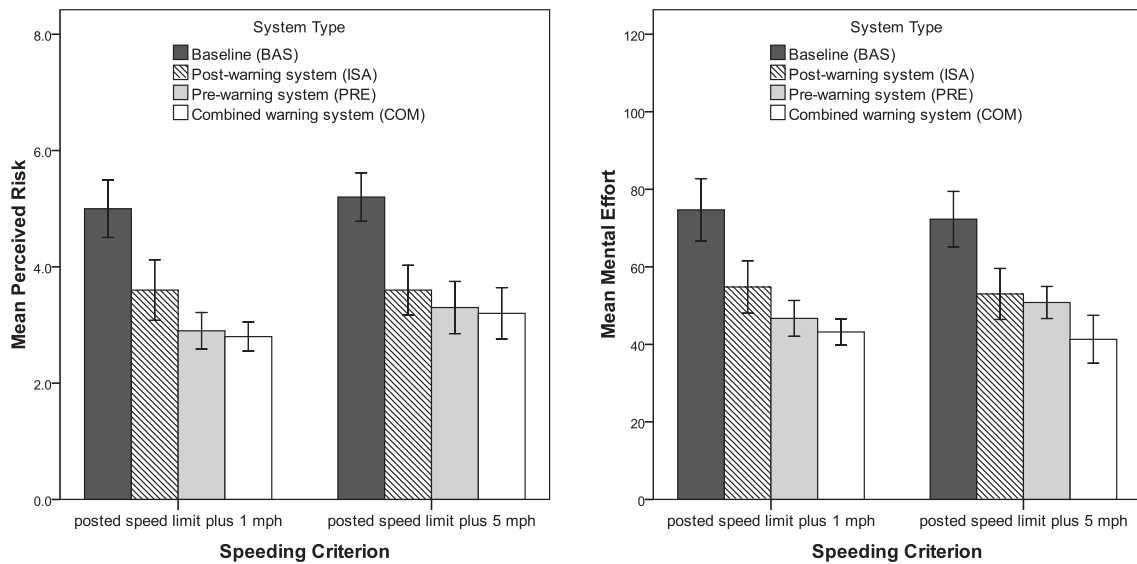 Mean Perceived Risk
8.0
6.0
4.0
2.0
0.0
System Type
Baseline (BAS)
Post-warning system (ISA)
Pre-warning system (PRE)
Combined warning system (COM)
posted speed limit plus 1 mph
posted speed limit plus 5 mph
Speeding Criterion
Mean Mental Effort
120
100
80
60
40
20
0
System Type
Baseline (BAS)
Post-warning system (ISA)
Pre-warning system (PRE)
Combined warning system (COM)
posted speed limit plus 1 mph
posted speed limit plus 5 mph
Speeding Criterion